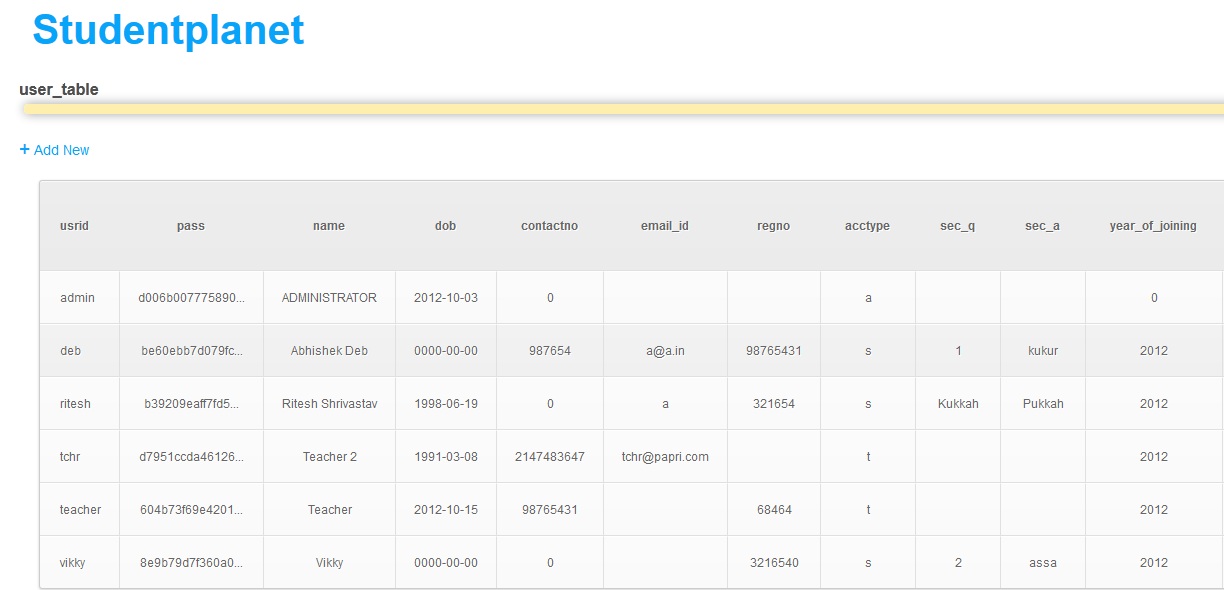 Studentplanet
user_table
+ Add New
usrid pass name dob contactno email_id regno acctype sec_q sec_a year_of_joining
admin d006b007775890... ADMINISTRATOR 2012-10-03 0 a 0
deb be60ebb7d079fc... Abhishek Deb 0000-00-00 987654 a@a.in 98765431 s 1 kukur 2012
ritesh b39209eaff7fd5... Ritesh Shrivastav 1998-06-19 0 a 321654 s Kukkah Pukkah 2012
tchr d7951ccda46126... Teacher 2 1991-03-08 2147483647 tchr@papri.com t 2012
teacher 604b73f69e4201... Teacher 2012-10-15 98765431 68464 t 2012
vikky 8e9b79d7f360a0... Vikky 0000-00-00 0 3216540 s 2 assa 2012